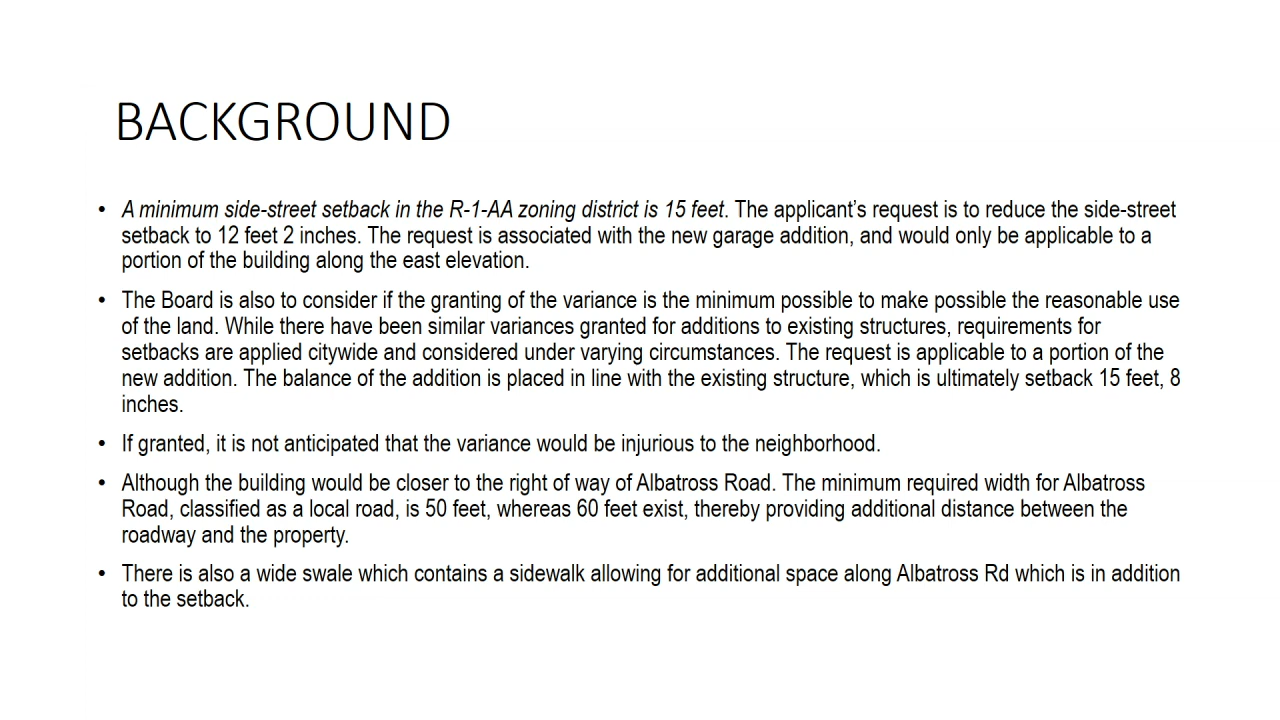 BACKGROUND
• A minimum side-street setback in the R-1-AA zoning district is 15 feet. The applicant’s request is to reduce the side-street
setback to 12 feet 2 inches. The request is associated with the new garage addition, and would only be applicable to a
portion of the building along the east elevation.
• The Board is also to consider if the granting of the variance is the minimum possible to make possible the reasonable use
of the land. While there have been similar variances granted for additions to existing structures, requirements for
setbacks are applied citywide and considered under varying circumstances. The request is applicable to a portion of the
new addition. The balance of the addition is placed in line with the existing structure, which is ultimately setback 15 feet, 8
inches.
• If granted, it is not anticipated that the variance would be injurious to the neighborhood.
• Although the building would be closer to the right of way of Albatross Road. The minimum required width for Albatross
Road, classified as a local road, is 50 feet, whereas 60 feet exist, thereby providing additional distance between the
roadway and the property.
• There is also a wide swale which contains a sidewalk allowing for additional space along Albatross Rd which is in addition
to the setback.